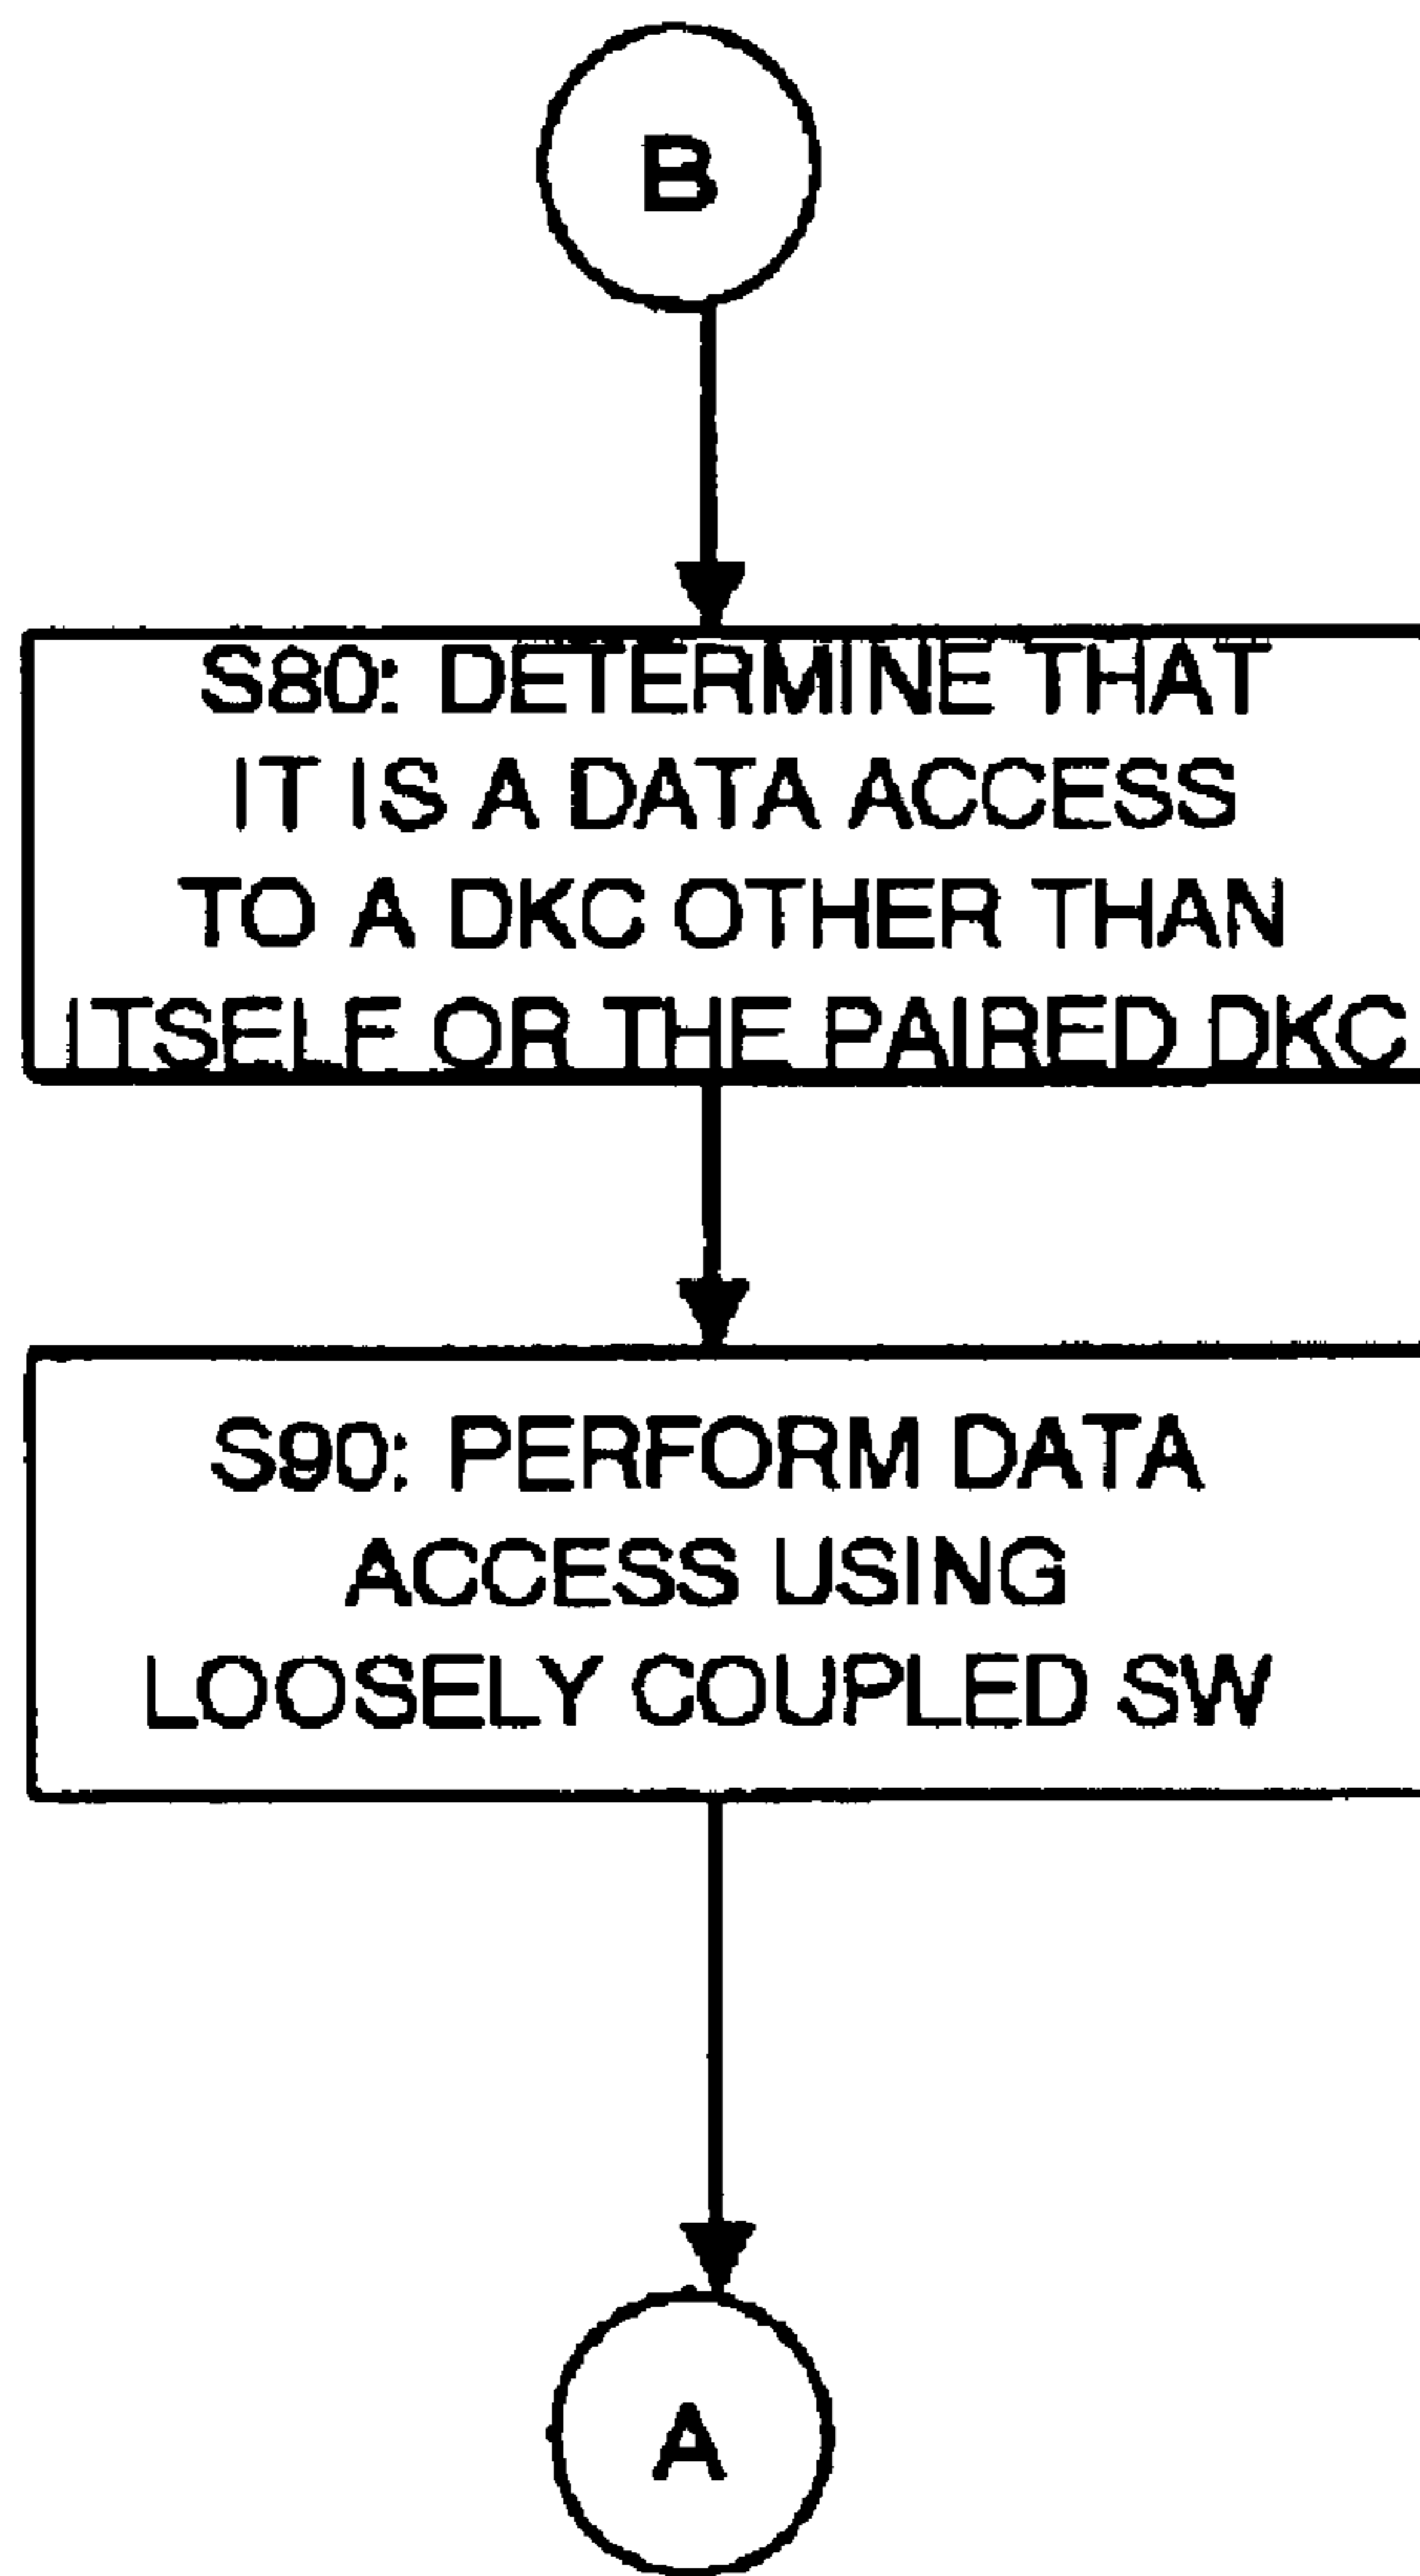 B
S80: DETERMINE THAT
IT IS A DATA ACCESS
TO A DKC OTHER THAN
ITSELF OR THE PAIRED DKC
S90: PERFORM DATA
ACCESS USING
LOOSELY COUPLED SW
A